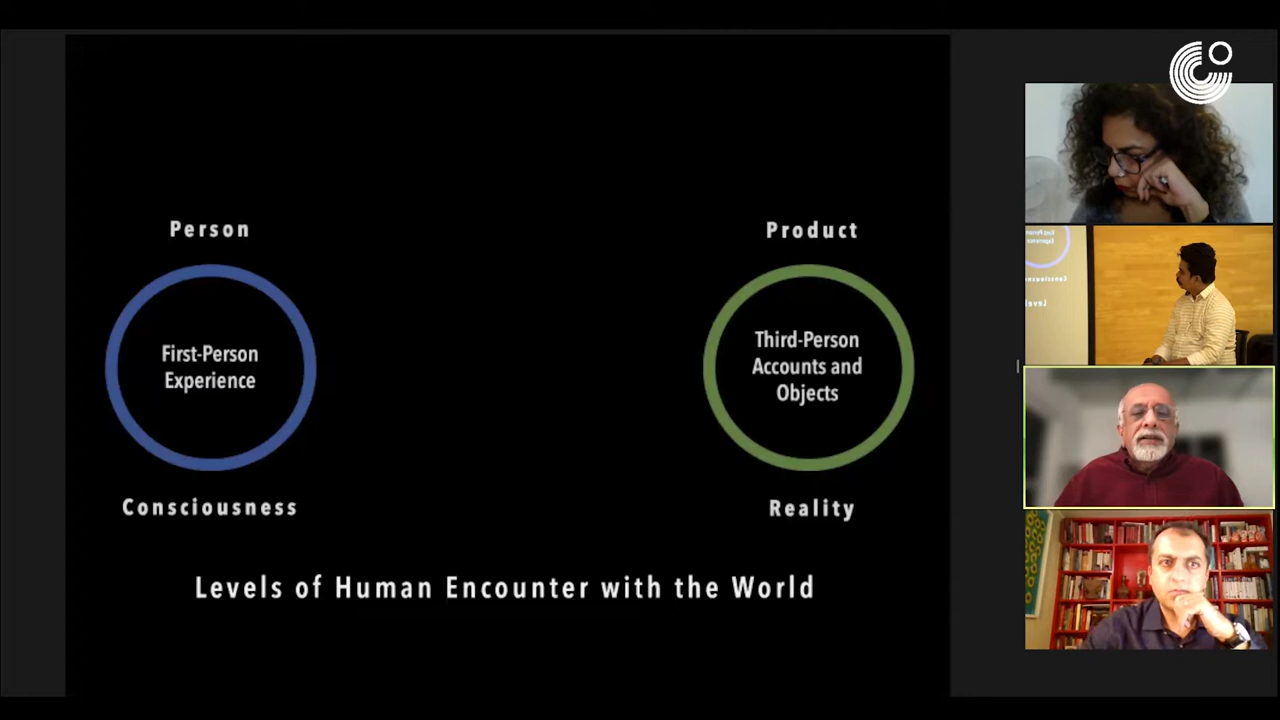 Person
Product
First-Person
Experience
Third-Person
Accounts and
Objects
Consciousness
Reality
Levels of Human Encounter with the World